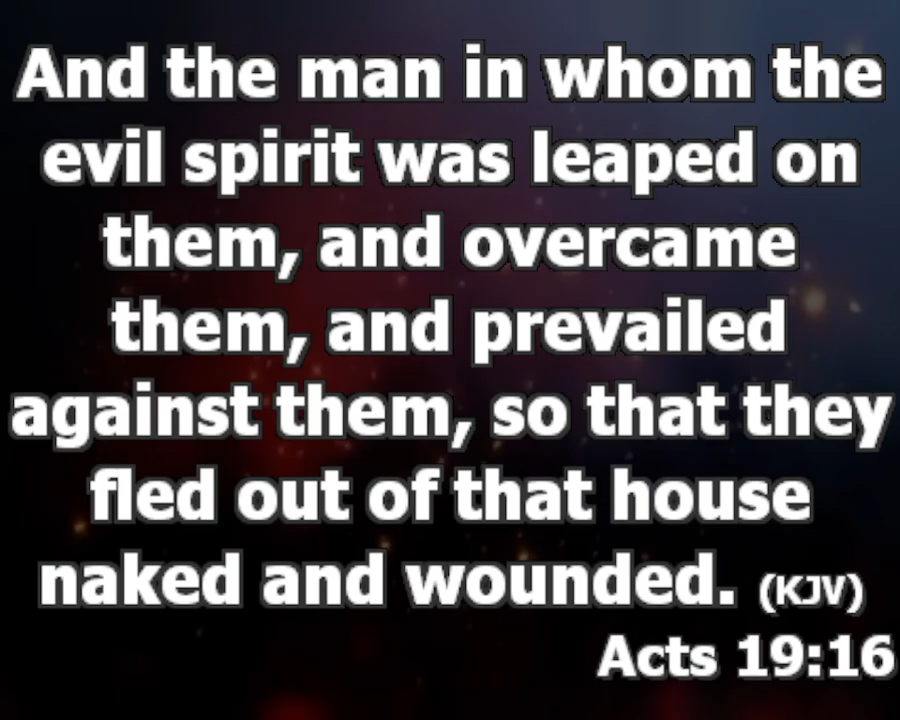 And the man in whom the
evil spirit was leaped on
them, and overcame
them, and prevailed
against them, so that they
fled out of that house
naked and wounded. (KJV)
Acts 19:16